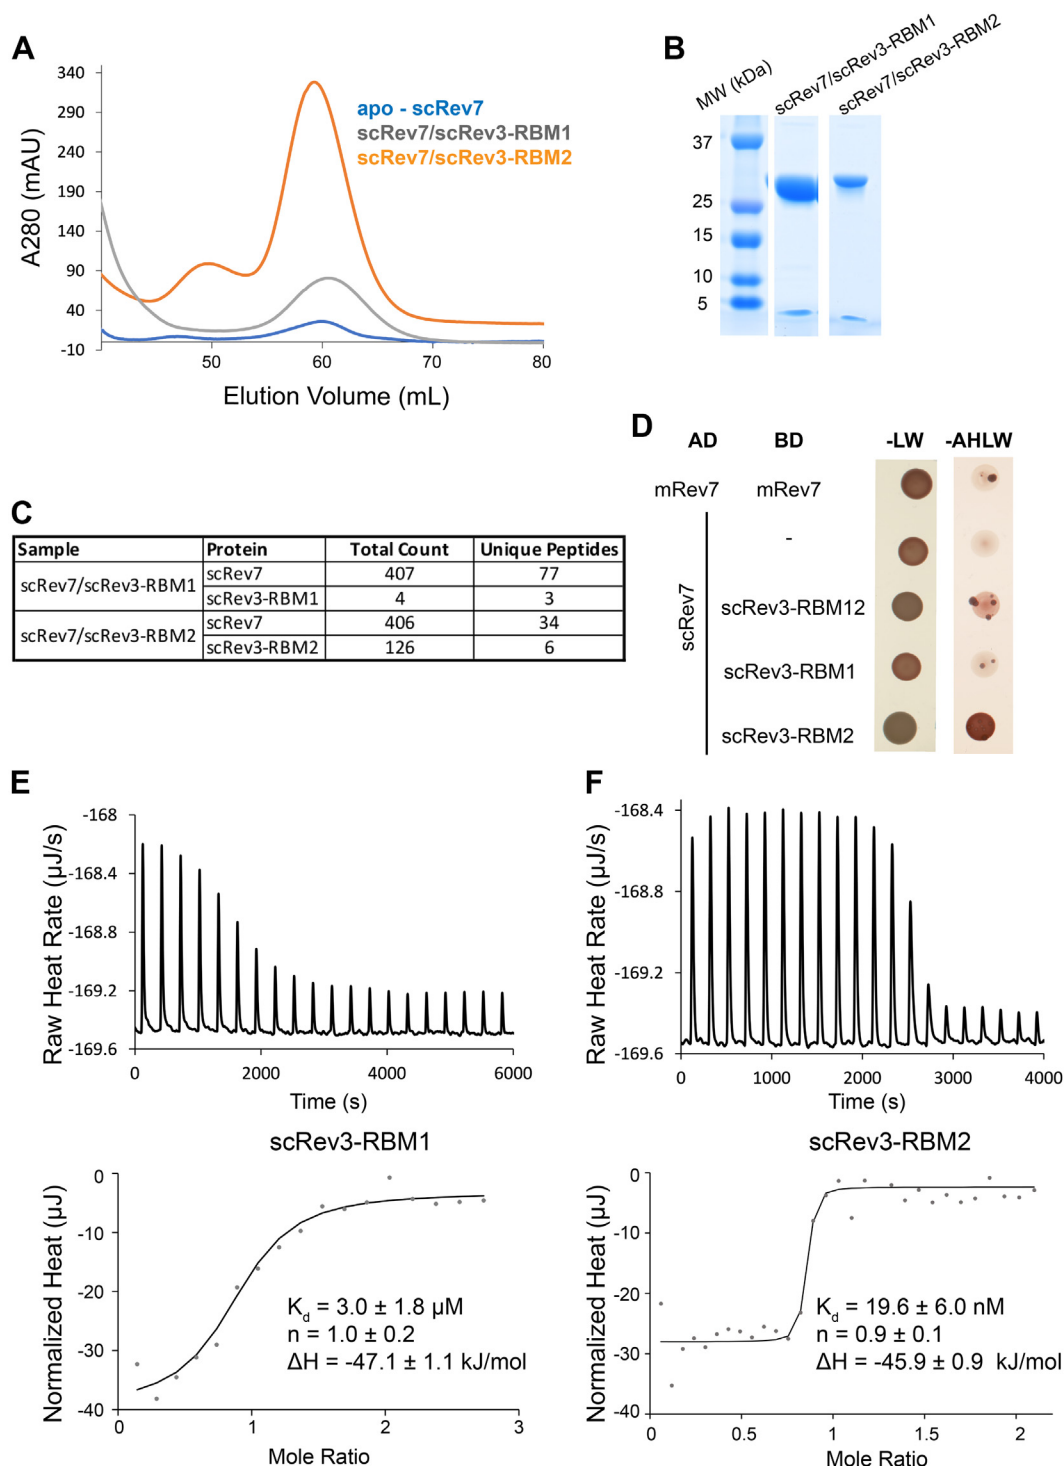 A
340
290
240
190
140
90
40
-10
A280 (mAU)
apo - scRev7
scRev7/scRev3-RBM1
scRev7/scRev3-RBM2
50 60 70 80
Elution Volume (mL)
B
MW (kDa)
scRev7/scRev3-RBM1
scRev7/scRev3-RBM2
37
25
15
10
5
C
Sample Protein Total Count Unique Peptides
scRev7/scRev3-RBM1 scRev7 407 77
scRev3-RBM1 4 3
scRev7/scRev3-RBM2 scRev7 406 34
scRev3-RBM2 126 6
D
AD BD -LW -AHLW
mRev7 mRev7
scRev7
-
scRev3-RBM12
scRev3-RBM1
scRev3-RBM2
E
-168
-168.4
-168.8
-169.2
-169.6
Raw Heat Rate (µJ/s)
0 2000 4000 6000
Time (s)
scRev3-RBM1
0
-10
-20
-30
-40
Normalized Heat (µJ)
Kd = 3.0 ± 1.8 µM
n = 1.0 ± 0.2
ΔH = -47.1 ± 1.1 kJ/mol
0 1 2 3
Mole Ratio
F
-168.4
-168.8
-169.2
-169.6
Raw Heat Rate (µJ/s)
0 1000 2000 3000 4000
Time (s)
scRev3-RBM2
0
-10
-20
-30
-40
Normalized Heat (µJ)
Kd = 19.6 ± 6.0 nM
n = 0.9 ± 0.1
ΔH = -45.9 ± 0.9 kJ/mol
0 0.5 1 1.5 2
Mole Ratio